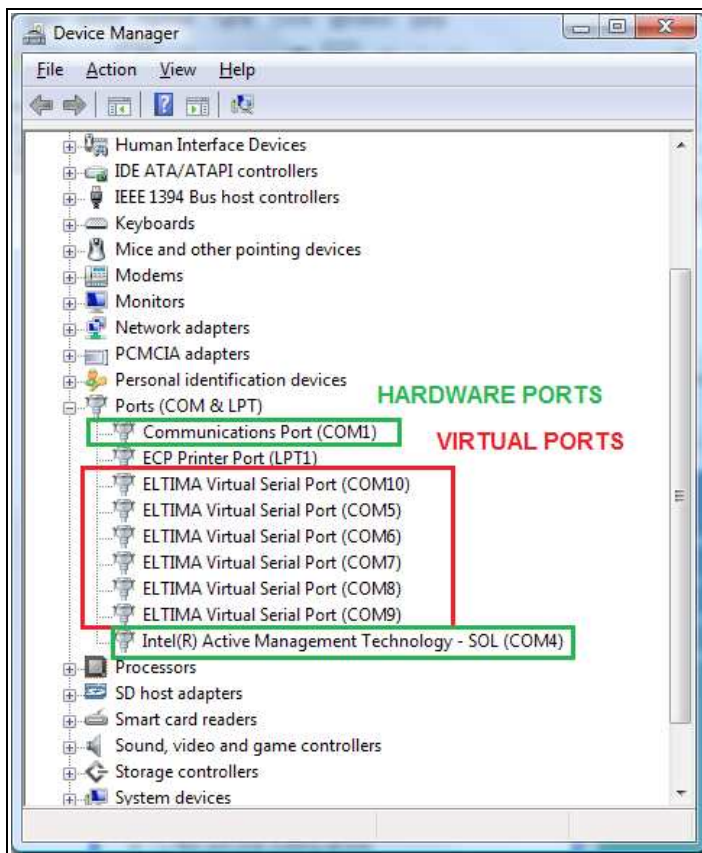 Device Manager
File Action View Help
Human Interface Devices
IDE ATA/ATAPI controllers
IEEE 1394 Bus host controllers
Keyboards
Mice and other pointing devices
Modems
Monitors
Network adapters
PCMCIA adapters
Personal identification devices
Ports (COM & LPT)
HARDWARE PORTS
Communications Port (COM1)
VIRTUAL PORTS
ECP Printer Port (LPT1)
ELTIMA Virtual Serial Port (COM10)
ELTIMA Virtual Serial Port (COM5)
ELTIMA Virtual Serial Port (COM6)
ELTIMA Virtual Serial Port (COM7)
ELTIMA Virtual Serial Port (COM8)
ELTIMA Virtual Serial Port (COM9)
Intel(R) Active Management Technology - SOL (COM4)
Processors
SD host adapters
Smart card readers
Sound, video and game controllers
Storage controllers
System devices